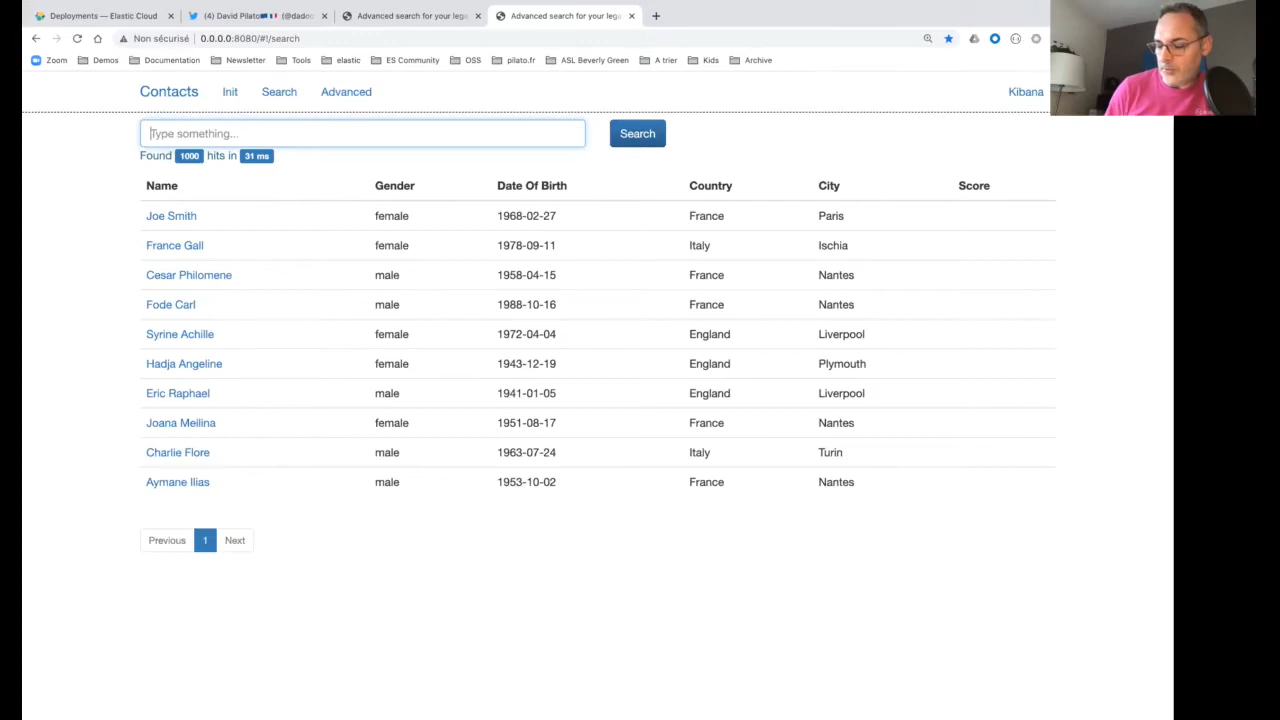 Deployments — Elastic Cloud
(4) David Pilato🇪🇺🇫🇷 (@dadoo
Advanced search for your lega
Advanced search for your lega
Non sécurisé 0.0.0.0:8080/#!/search
Zoom Demos Documentation Newsletter Tools elastic ES Community OSS pilato.fr ASL Beverly Green A trier Kids Archive
Contacts Init Search Advanced Kibana
Type something... Search
Found 1000 hits in 31 ms
Name Gender Date Of Birth Country City Score
Joe Smith female 1968-02-27 France Paris
France Gall female 1978-09-11 Italy Ischia
Cesar Philomene male 1958-04-15 France Nantes
Fode Carl male 1988-10-16 France Nantes
Syrine Achille female 1972-04-04 England Liverpool
Hadja Angeline female 1943-12-19 England Plymouth
Eric Raphael male 1941-01-05 England Liverpool
Joana Meilina female 1951-08-17 France Nantes
Charlie Flore male 1963-07-24 Italy Turin
Aymane Ilias male 1953-10-02 France Nantes
Previous 1 Next